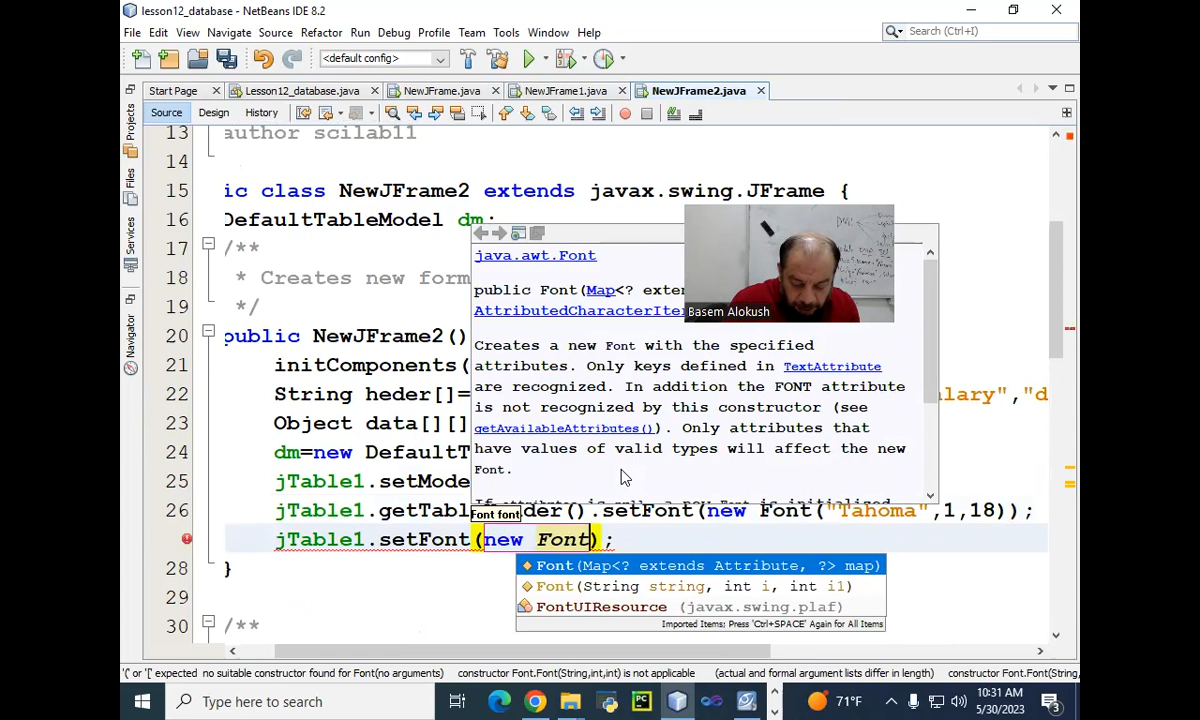 lesson12_database - NetBeans IDE 8.2
File Edit View Navigate Source Refactor Run Debug Profile Team Tools Window Help
Search (Ctrl+I)
<default config>
Start Page Lesson12_database.java NewJFrame.java NewJFrame1.java NewJFrame2.java
Source Design History
Projects
Files
Services
Navigator
13 author scilab11
14
15 ic class NewJFrame2 extends javax.swing.JFrame {
16 DefaultTableModel dm;
17 /**
18 * Creates new form
19 */
20 public NewJFrame2()
21 initComponents(
22 String heder[]= lary","d
23 Object data[][]
24 dm=new DefaultT
25 jTable1.setMode
26 jTable1.getTabl der().setFont(new Font("Tahoma",1,18));
27 jTable1.setFont(new Font);
28 }
29
30 /**
java.awt.Font
public Font(Map<? exten
AttributedCharacterIter
Creates a new Font with the specified
attributes. Only keys defined in TextAttribute
are recognized. In addition the FONT attribute
is not recognized by this constructor (see
getAvailableAttributes()). Only attributes that
have values of valid types will affect the new
Font.
If attributes is null, a new Font is initialized
Basem Alokush
Font font
Font(Map<? extends Attribute, ?> map)
Font(String string, int i, int i1)
FontUIResource (javax.swing.plaf)
Imported Items; Press 'Ctrl+SPACE' Again for All Items
'(' or '[' expected no suitable constructor found for Font(no arguments) constructor Font.Font(String,int,int) is not applicable (actual and formal argument lists differ in length) constructor Font.Font(String,
Type here to search
71°F
10:31 AM
5/30/2023
3